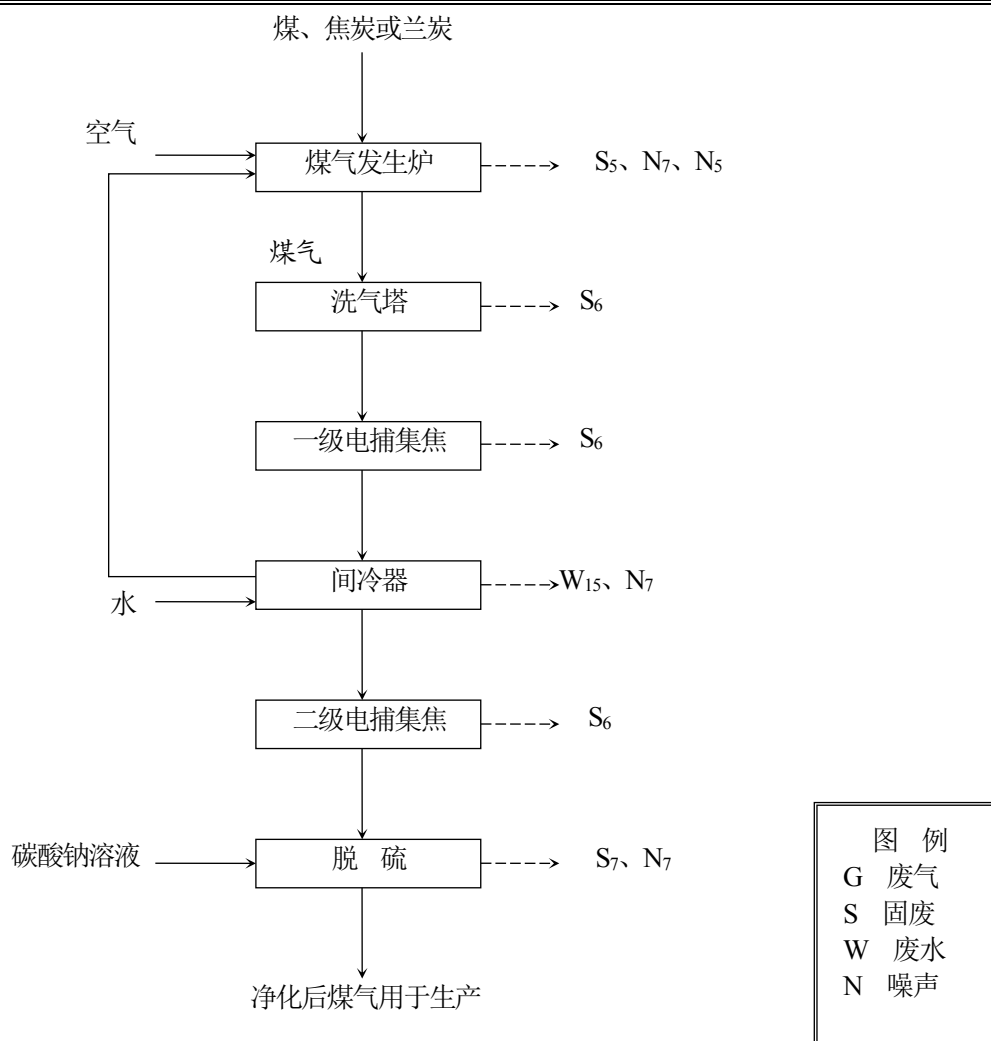 煤、焦炭或兰炭
空气
煤气发生炉
S₅、N₇、N₅
煤气
洗气塔
S₆
一级电捕集焦
S₆
间冷器
W₁₅、N₇
水
二级电捕集焦
S₆
碳酸钠溶液
脱 硫
S₇、N₇
净化后煤气用于生产
图 例
G 废气
S 固废
W 废水
N 噪声